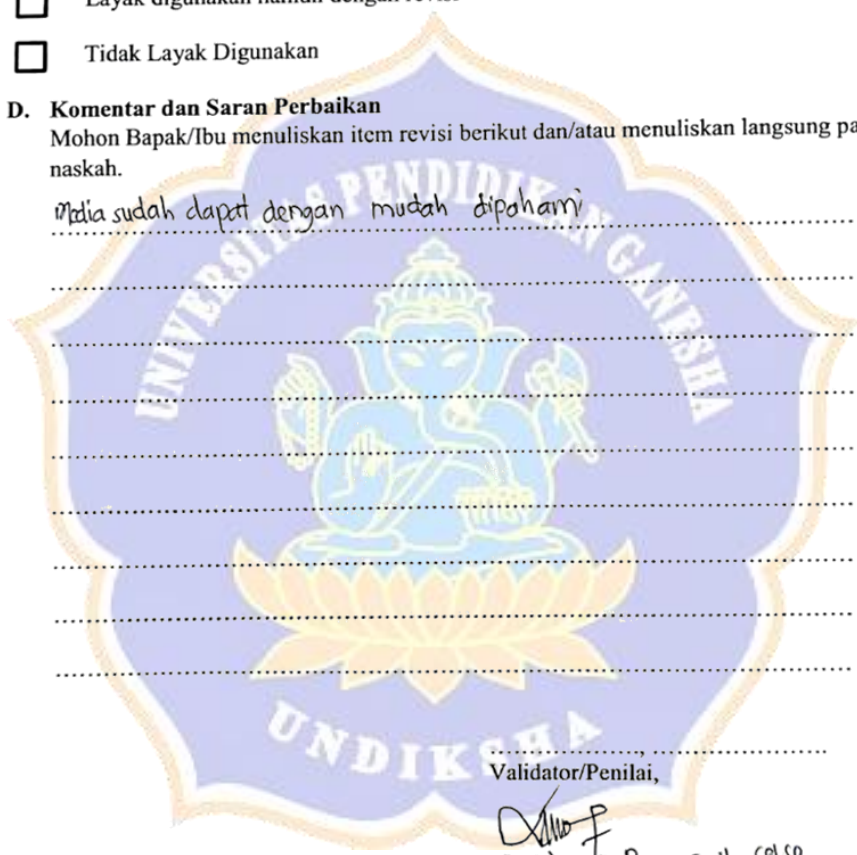 Layak digunakan namun dengan revisi
Tidak Layak Digunakan
D. Komentar dan Saran Perbaikan
Mohon Bapak/Ibu menuliskan item revisi berikut dan/atau menuliskan langsung pa
naskah.
Media sudah dapat dengan mudah dipahami
UNIVERSITAS PENDIDIKAN GANESHA
UNDIKSHA
Validator/Penilai,